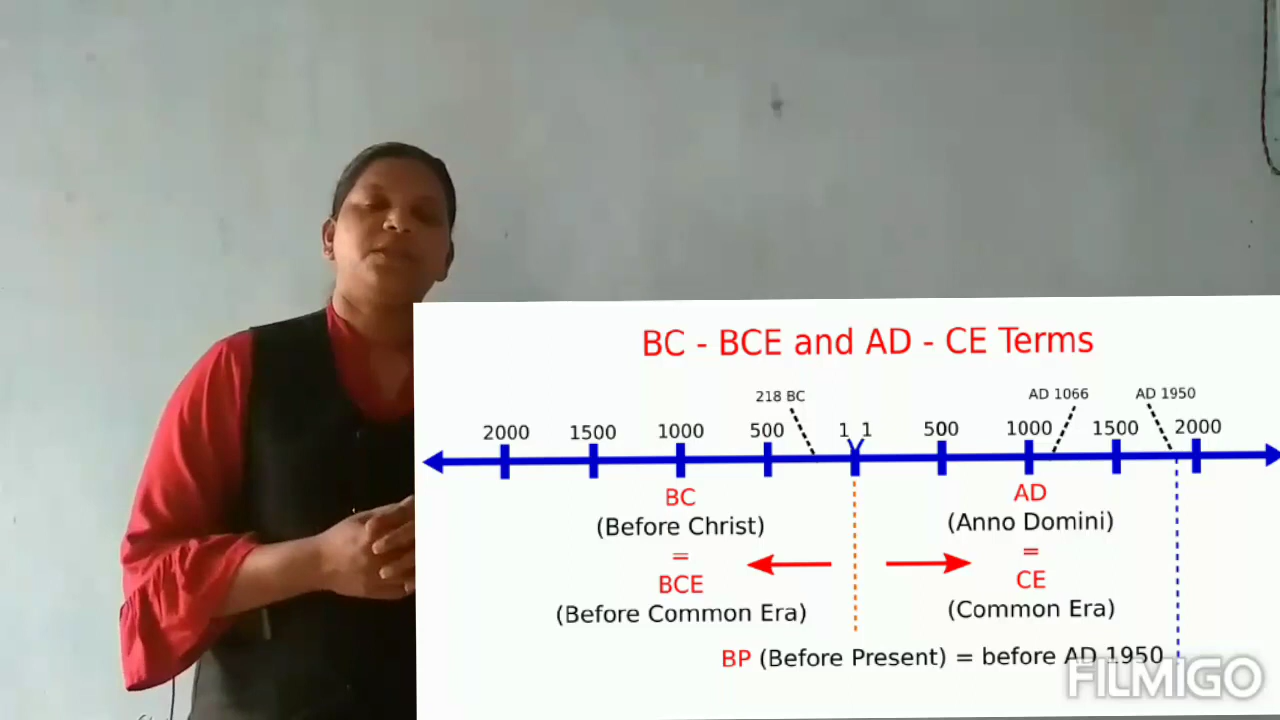 BC - BCE and AD - CE Terms
218 BC AD 1066 AD 1950
2000 1500 1000 500 1 1 500 1000 1500 2000
BC AD
(Before Christ) (Anno Domini)
= =
BCE CE
(Before Common Era) (Common Era)
BP (Before Present) = before AD 1950
FILMIGO